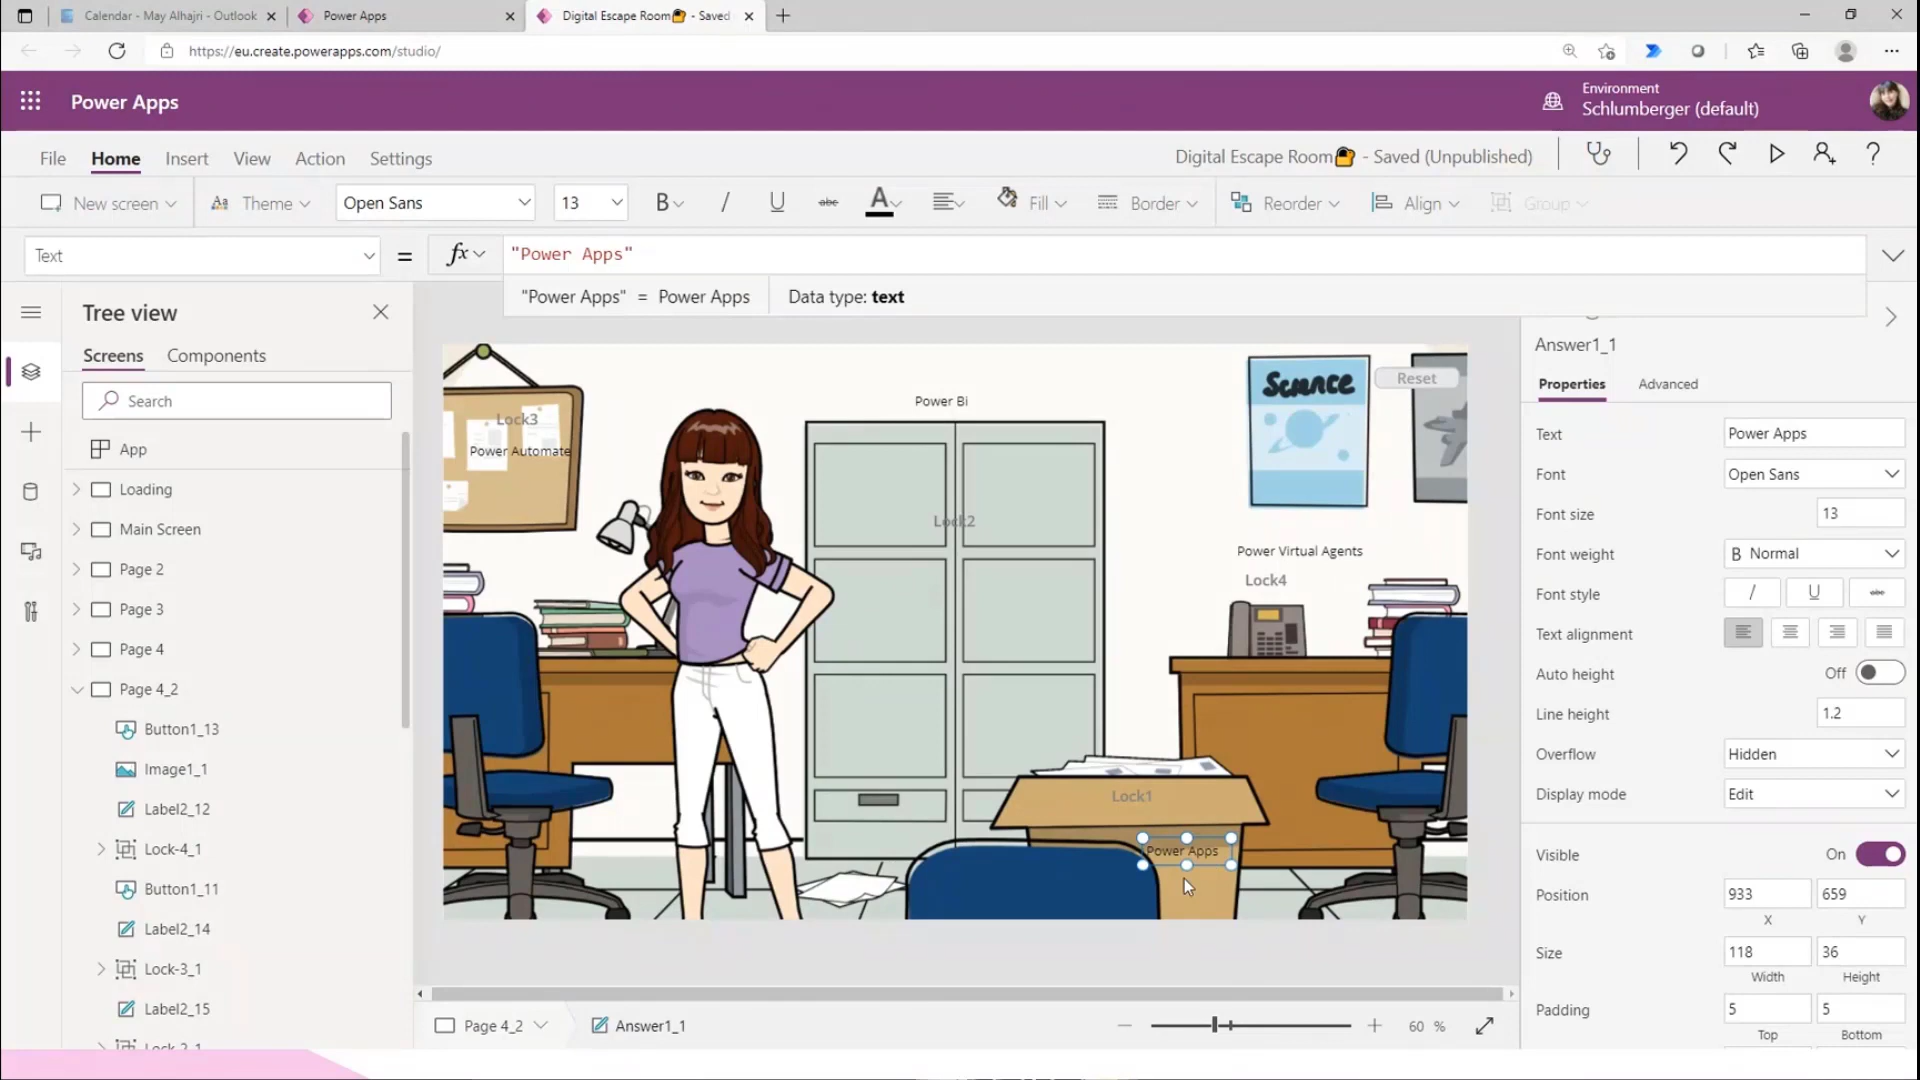 Calendar - May Alhajri - Outlook
Power Apps
Digital Escape Room🔐 - Saved
https://eu.create.powerapps.com/studio/
Power Apps
Environment
Schlumberger (default)
File Home Insert View Action Settings
Digital Escape Room🔐 - Saved (Unpublished)
New screen Theme Open Sans 13 B / U abc A Fill Border Reorder Align Group
Text = fx "Power Apps"
"Power Apps" = Power Apps Data type: text
Tree view
Screens Components
Search
App
Loading
Main Screen
Page 2
Page 3
Page 4
Page 4_2
Button1_13
Image1_1
Label2_12
Lock-4_1
Button1_11
Label2_14
Lock-3_1
Label2_15
Lock-2_1
Lock3
Power Automate
Power Bi
Lock2
Science
Reset
Power Virtual Agents
Lock4
Lock1
Power Apps
Page 4_2 Answer1_1
60 %
Answer1_1
Properties Advanced
Text Power Apps
Font Open Sans
Font size 13
Font weight B Normal
Font style / U abc
Text alignment
Auto height Off
Line height 1.2
Overflow Hidden
Display mode Edit
Visible On
Position 933 659
X Y
Size 118 36
Width Height
Padding 5 5
Top Bottom